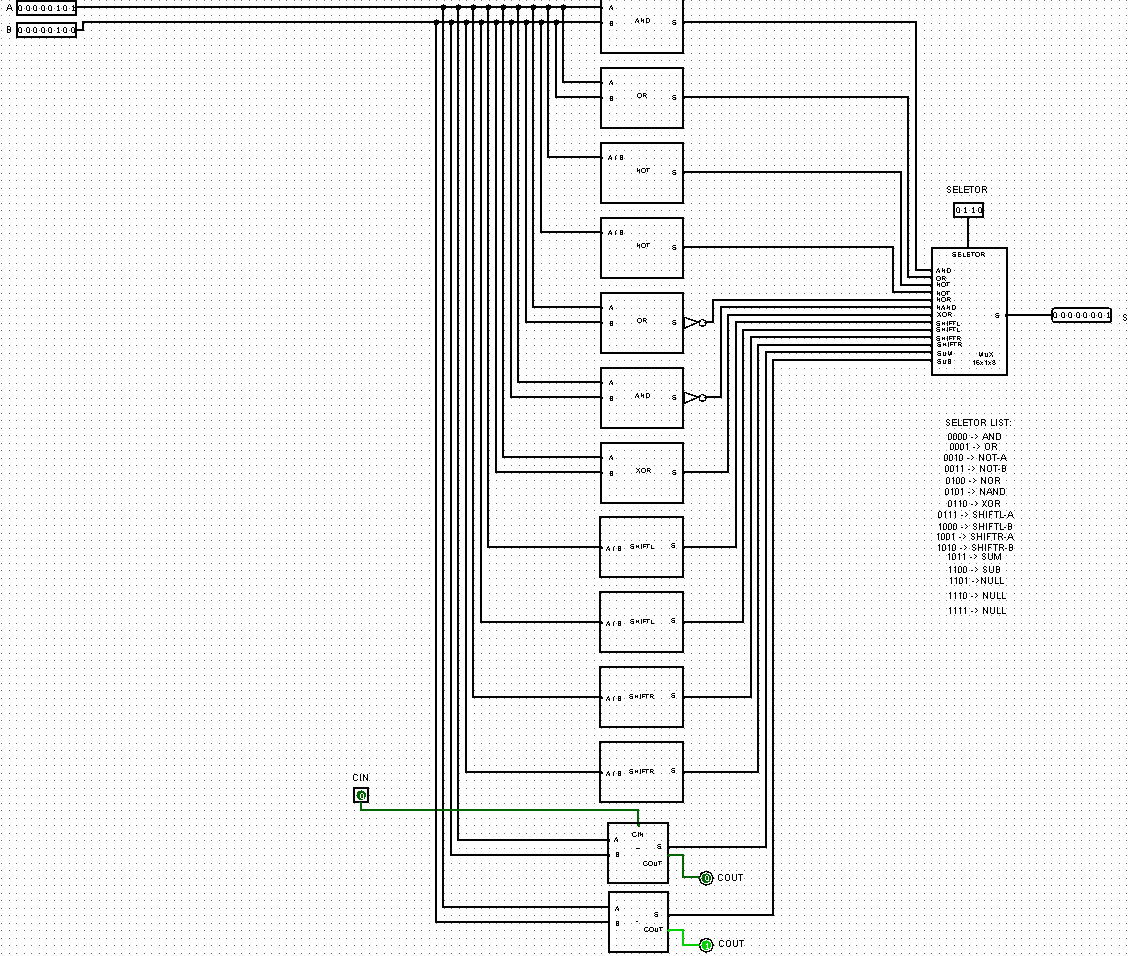 A 00000101
B 00000100
A
B AND S
A
B OR S
A/B
NOT S
A/B
NOT S
A
B OR S
A
B AND S
A
B XOR S
A/B SHIFTL S
A/B SHIFTL S
A/B SHIFTR S
A/B SHIFTR S
CIN
0
CIN
A
B
S
COUT
0 COUT
A
B
S
COUT
1 COUT
SELETOR
0110
SELETOR
AND
OR
NOT
NOT
NOR
NAND
XOR
SHIFTL
SHIFTL
SHIFTR
SHIFTR
SUM
SUB
S
MUX
16x1x8
00000001 S
SELETOR LIST:
0000 -> AND
0001 -> OR
0010 -> NOT-A
0011 -> NOT-B
0100 -> NOR
0101 -> NAND
0110 -> XOR
0111 -> SHIFTL-A
1000 -> SHIFTL-B
1001 -> SHIFTR-A
1010 -> SHIFTR-B
1011 -> SUM
1100 -> SUB
1101 ->NULL
1110 -> NULL
1111 -> NULL